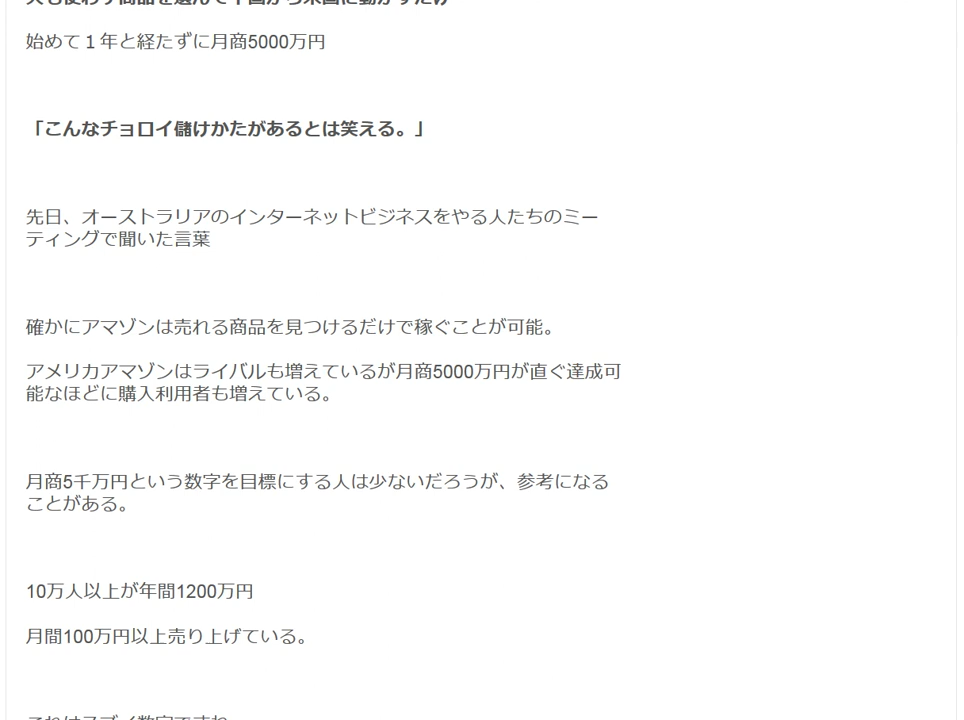 始めて１年と経たずに月商5000万円
「こんなチョロイ儲けかたがあるとは笑える。」
先日、オーストラリアのインターネットビジネスをやる人たちのミー
ティングで聞いた言葉
確かにアマゾンは売れる商品を見つけるだけで稼ぐことが可能。
アメリカアマゾンはライバルも増えているが月商5000万円が直ぐ達成可
能なほどに購入利用者も増えている。
月商5千万円という数字を目標にする人は少ないだろうが、参考になる
ことがある。
10万人以上が年間1200万円
月間100万円以上売り上げている。